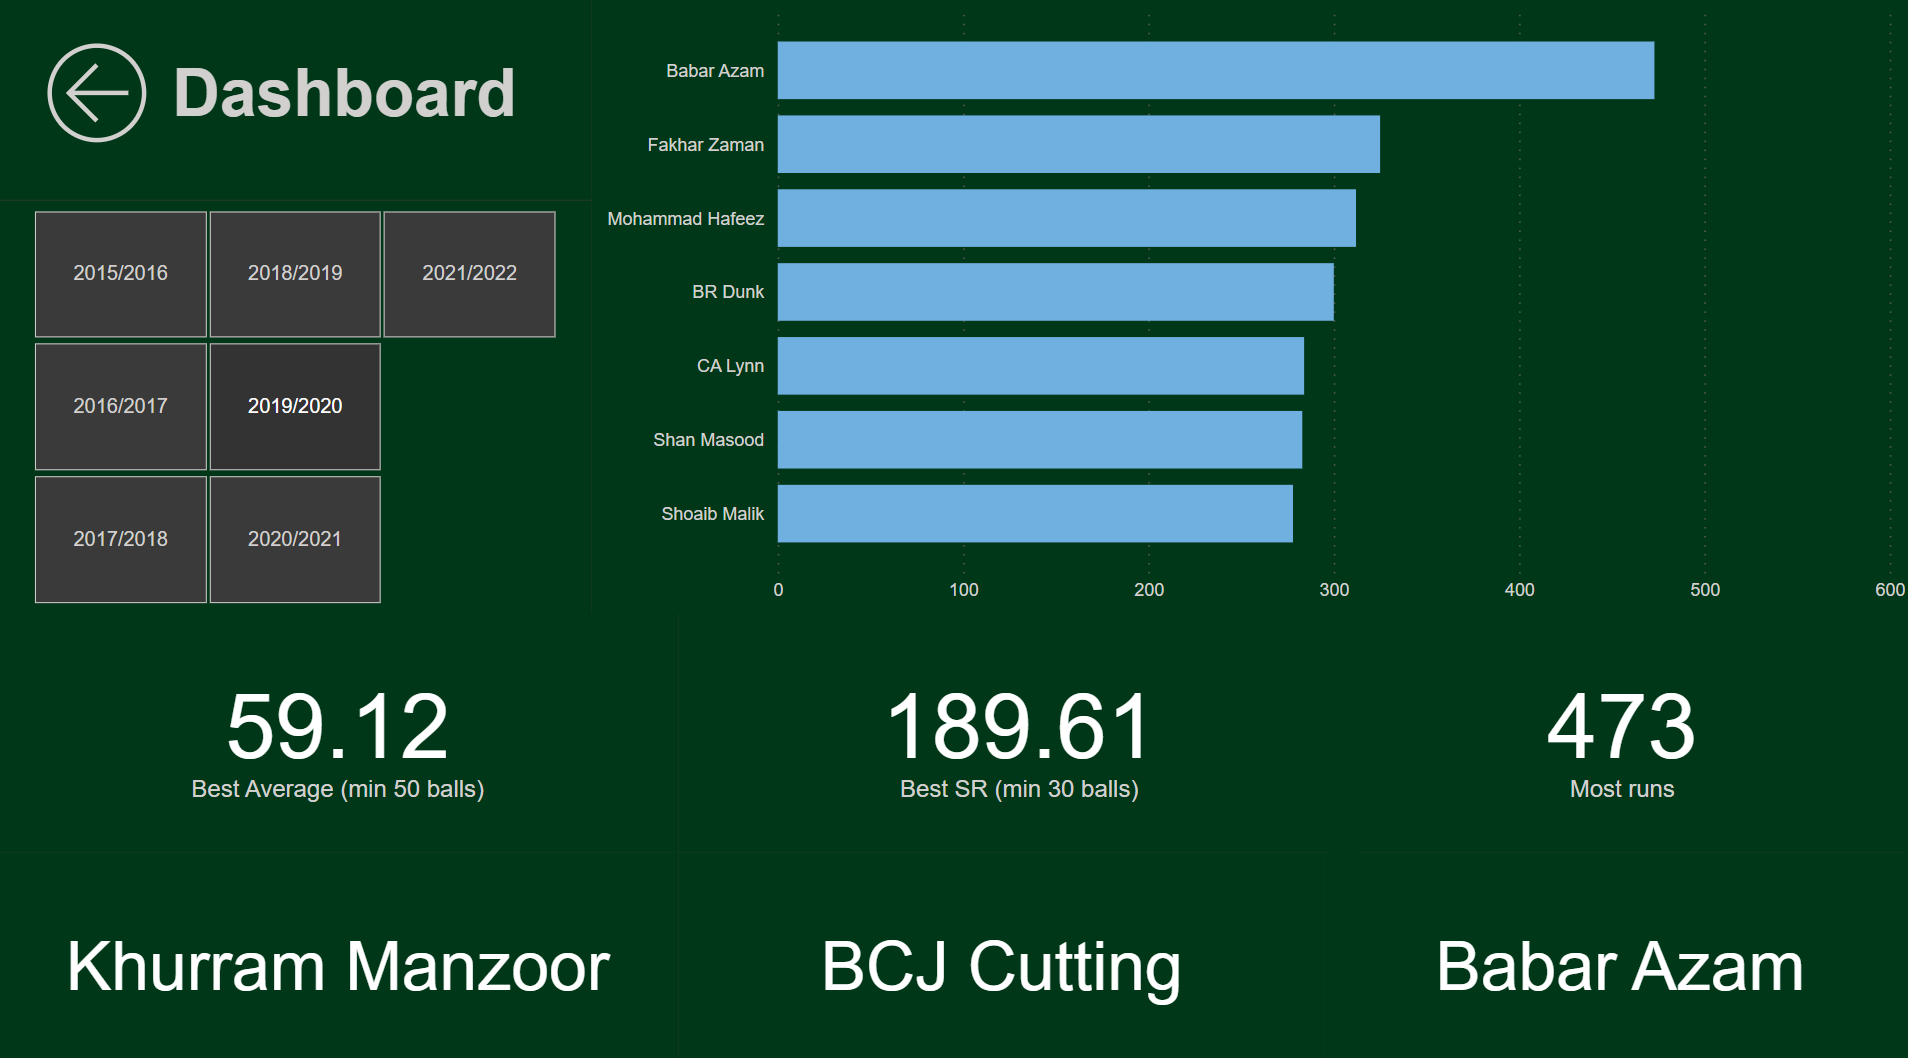 Dashboard
2015/2016
2018/2019
2021/2022
2016/2017
2019/2020
2017/2018
2020/2021
Babar Azam
Fakhar Zaman
Mohammad Hafeez
BR Dunk
CA Lynn
Shan Masood
Shoaib Malik
0 100 200 300 400 500 600
59.12
Best Average (min 50 balls)
Khurram Manzoor
189.61
Best SR (min 30 balls)
BCJ Cutting
473
Most runs
Babar Azam